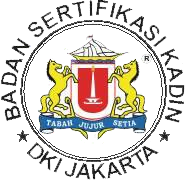 BADAN SERTIFIKASI KADIN
®
TABAH JUJUR SETIA
DKI JAKARTA